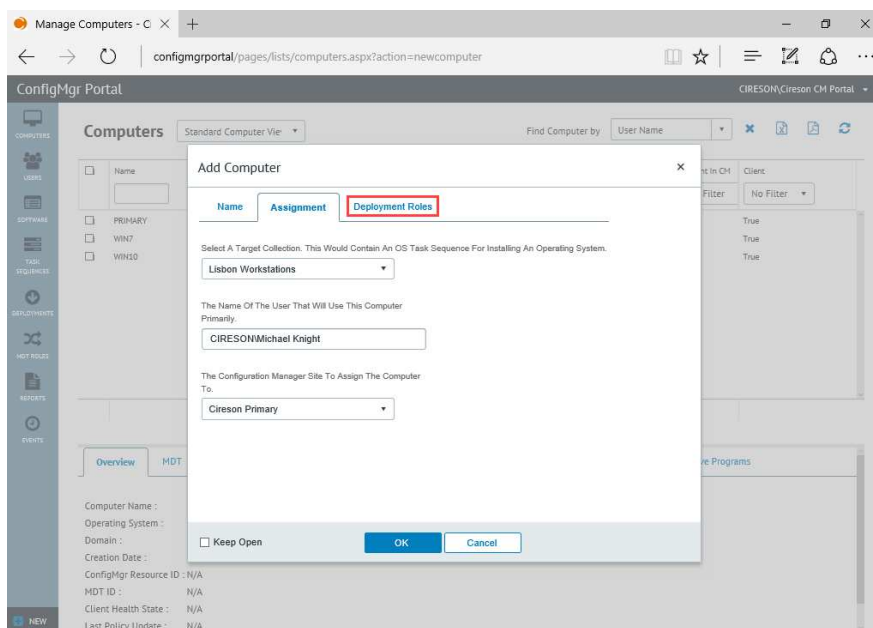 Manage Computers - C
configmgrportal/pages/lists/computers.aspx?action=newcomputer
ConfigMgr Portal
CIRESON\Cireson CM Portal
COMPUTERS
USERS
SOFTWARE
TASK SEQUENCES
DEPLOYMENTS
MDT ROLES
REPORTS
EVENTS
NEW
Computers
Standard Computer Vie
Find Computer by
User Name
Name
nt In CM
Client
Filter
No Filter
PRIMARY
True
WIN7
True
WIN10
True
Add Computer
Name
Assignment
Deployment Roles
Select A Target Collection. This Would Contain An OS Task Sequence For Installing An Operating System.
Lisbon Workstations
The Name Of The User That Will Use This Computer
Primarily.
CIRESON\Michael Knight
The Configuration Manager Site To Assign The Computer
To.
Cireson Primary
Keep Open
OK
Cancel
Overview
MDT
ve Programs
Computer Name :
Operating System :
Domain :
Creation Date :
ConfigMgr Resource ID : N/A
MDT ID : N/A
Client Health State : N/A
Last Policy Update : N/A